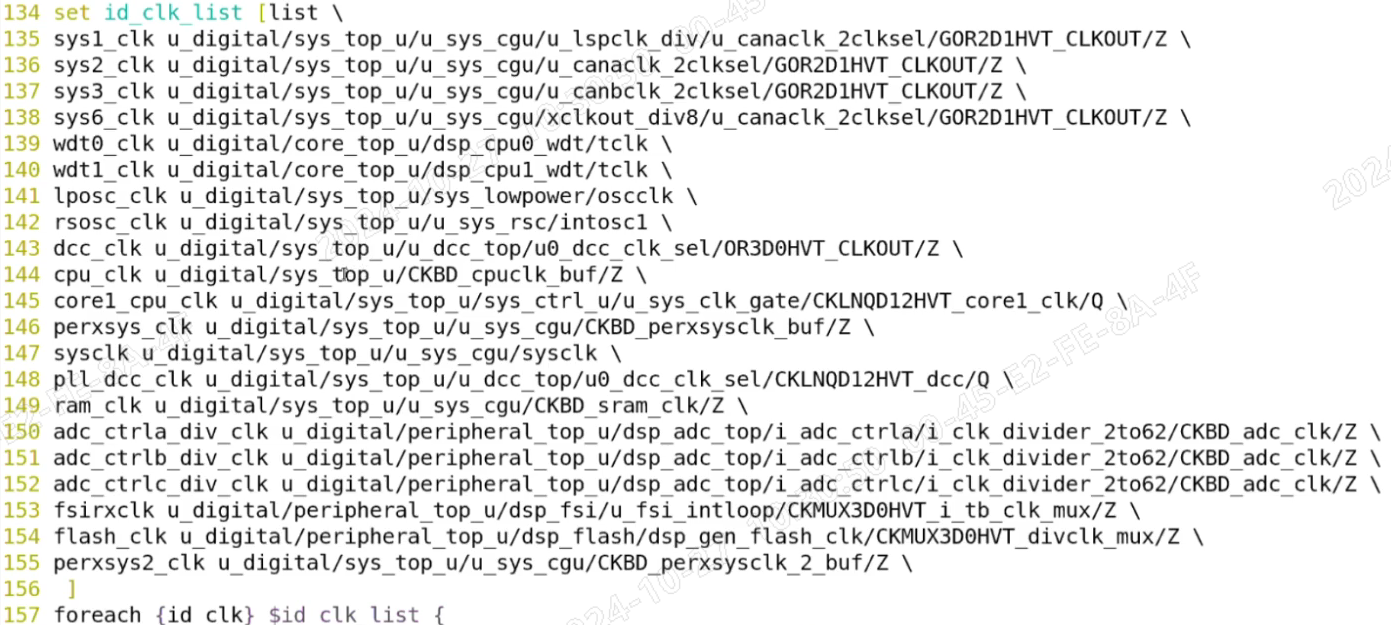 134 set id_clk_list [list \
135 sys1_clk u_digital/sys_top_u/u_sys_cgu/u_lspclk_div/u_canaclk_2clksel/GOR2D1HVT_CLKOUT/Z \
136 sys2_clk u_digital/sys_top_u/u_sys_cgu/u_canaclk_2clksel/GOR2D1HVT_CLKOUT/Z \
137 sys3_clk u_digital/sys_top_u/u_sys_cgu/u_canbclk_2clksel/GOR2D1HVT_CLKOUT/Z \
138 sys6_clk u_digital/sys_top_u/u_sys_cgu/xclkout_div8/u_canaclk_2clksel/GOR2D1HVT_CLKOUT/Z \
139 wdt0_clk u_digital/core_top_u/dsp_cpu0_wdt/tclk \
140 wdt1_clk u_digital/core_top_u/dsp_cpu1_wdt/tclk \
141 lposc_clk u_digital/sys_top_u/sys_lowpower/oscclk \
142 rsosc_clk u_digital/sys_top_u/u_sys_rsc/intosc1 \
143 dcc_clk u_digital/sys_top_u/u_dcc_top/u0_dcc_clk_sel/OR3D0HVT_CLKOUT/Z \
144 cpu_clk u_digital/sys_top_u/CKBD_cpuclk_buf/Z \
145 core1_cpu_clk u_digital/sys_top_u/sys_ctrl_u/u_sys_clk_gate/CKLNQD12HVT_core1_clk/Q \
146 perxsys_clk u_digital/sys_top_u/u_sys_cgu/CKBD_perxsysclk_buf/Z \
147 sysclk u_digital/sys_top_u/u_sys_cgu/sysclk \
148 pll_dcc_clk u_digital/sys_top_u/u_dcc_top/u0_dcc_clk_sel/CKLNQD12HVT_dcc/Q \
149 ram_clk u_digital/sys_top_u/u_sys_cgu/CKBD_sram_clk/Z \
150 adc_ctrla_div_clk u_digital/peripheral_top_u/dsp_adc_top/i_adc_ctrla/i_clk_divider_2to62/CKBD_adc_clk/Z \
151 adc_ctrlb_div_clk u_digital/peripheral_top_u/dsp_adc_top/i_adc_ctrlb/i_clk_divider_2to62/CKBD_adc_clk/Z \
152 adc_ctrlc_div_clk u_digital/peripheral_top_u/dsp_adc_top/i_adc_ctrlc/i_clk_divider_2to62/CKBD_adc_clk/Z \
153 fsirxclk u_digital/peripheral_top_u/dsp_fsi/u_fsi_intloop/CKMUX3D0HVT_i_tb_clk_mux/Z \
154 flash_clk u_digital/peripheral_top_u/dsp_flash/dsp_gen_flash_clk/CKMUX3D0HVT_divclk_mux/Z \
155 perxsys2_clk u_digital/sys_top_u/u_sys_cgu/CKBD_perxsysclk_2_buf/Z \
156 ]
157 foreach {id clk} $id_clk_list {